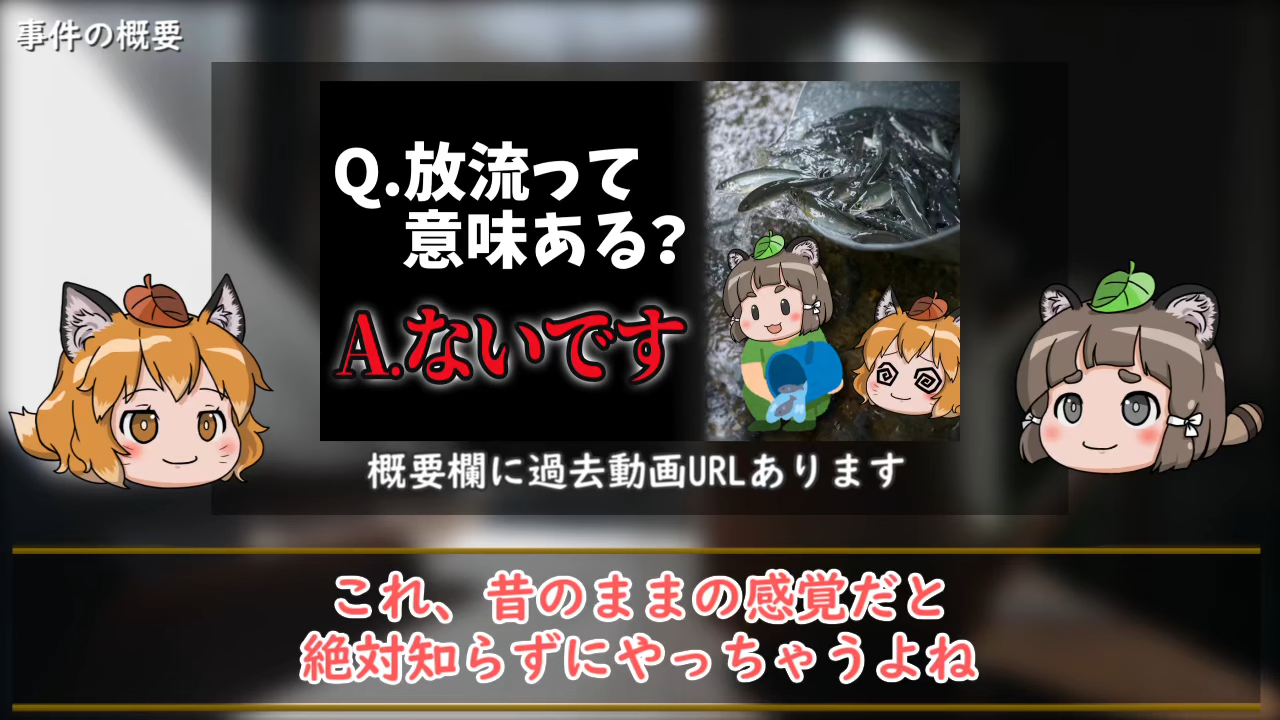 事件の概要
Q.放流って
意味ある?
A.ないです
概要欄に過去動画URLあります
これ、昔のままの感覚だと
絶対知らずにやっちゃうよね